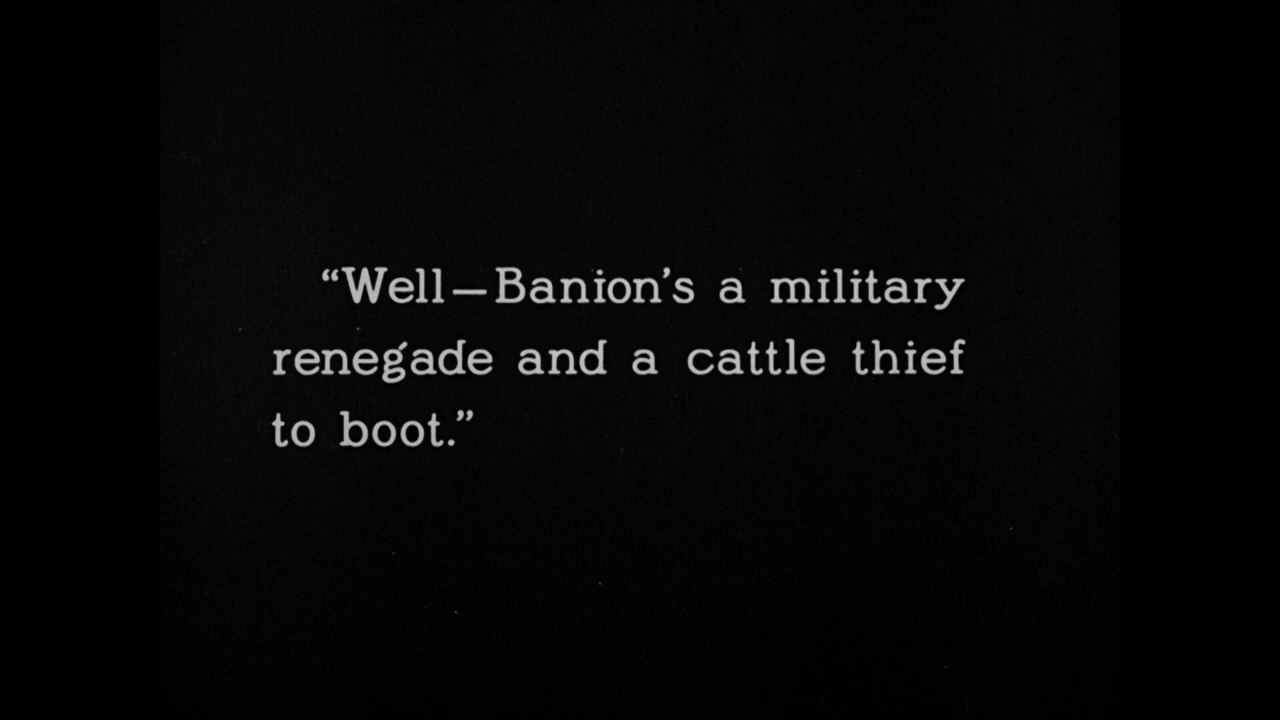 “Well—Banion’s a military
renegade and a cattle thief
to boot.”